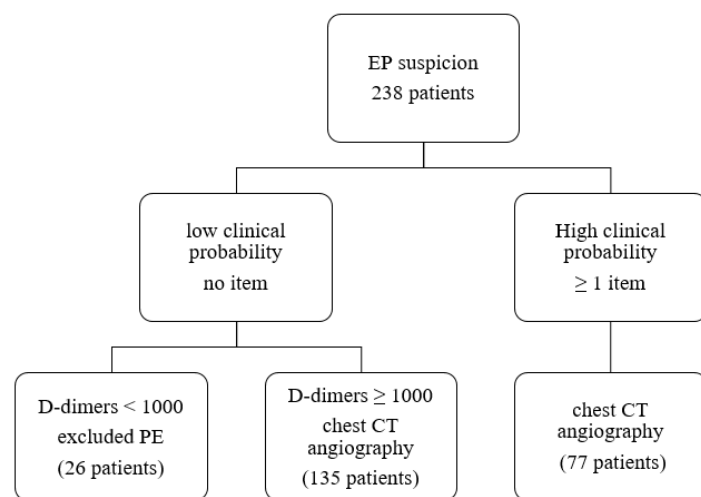 EP suspicion
238 patients
low clinical
probability
no item
High clinical
probability
≥ 1 item
D-dimers < 1000
excluded PE
(26 patients)
D-dimers ≥ 1000
chest CT
angiography
(135 patients)
chest CT
angiography
(77 patients)